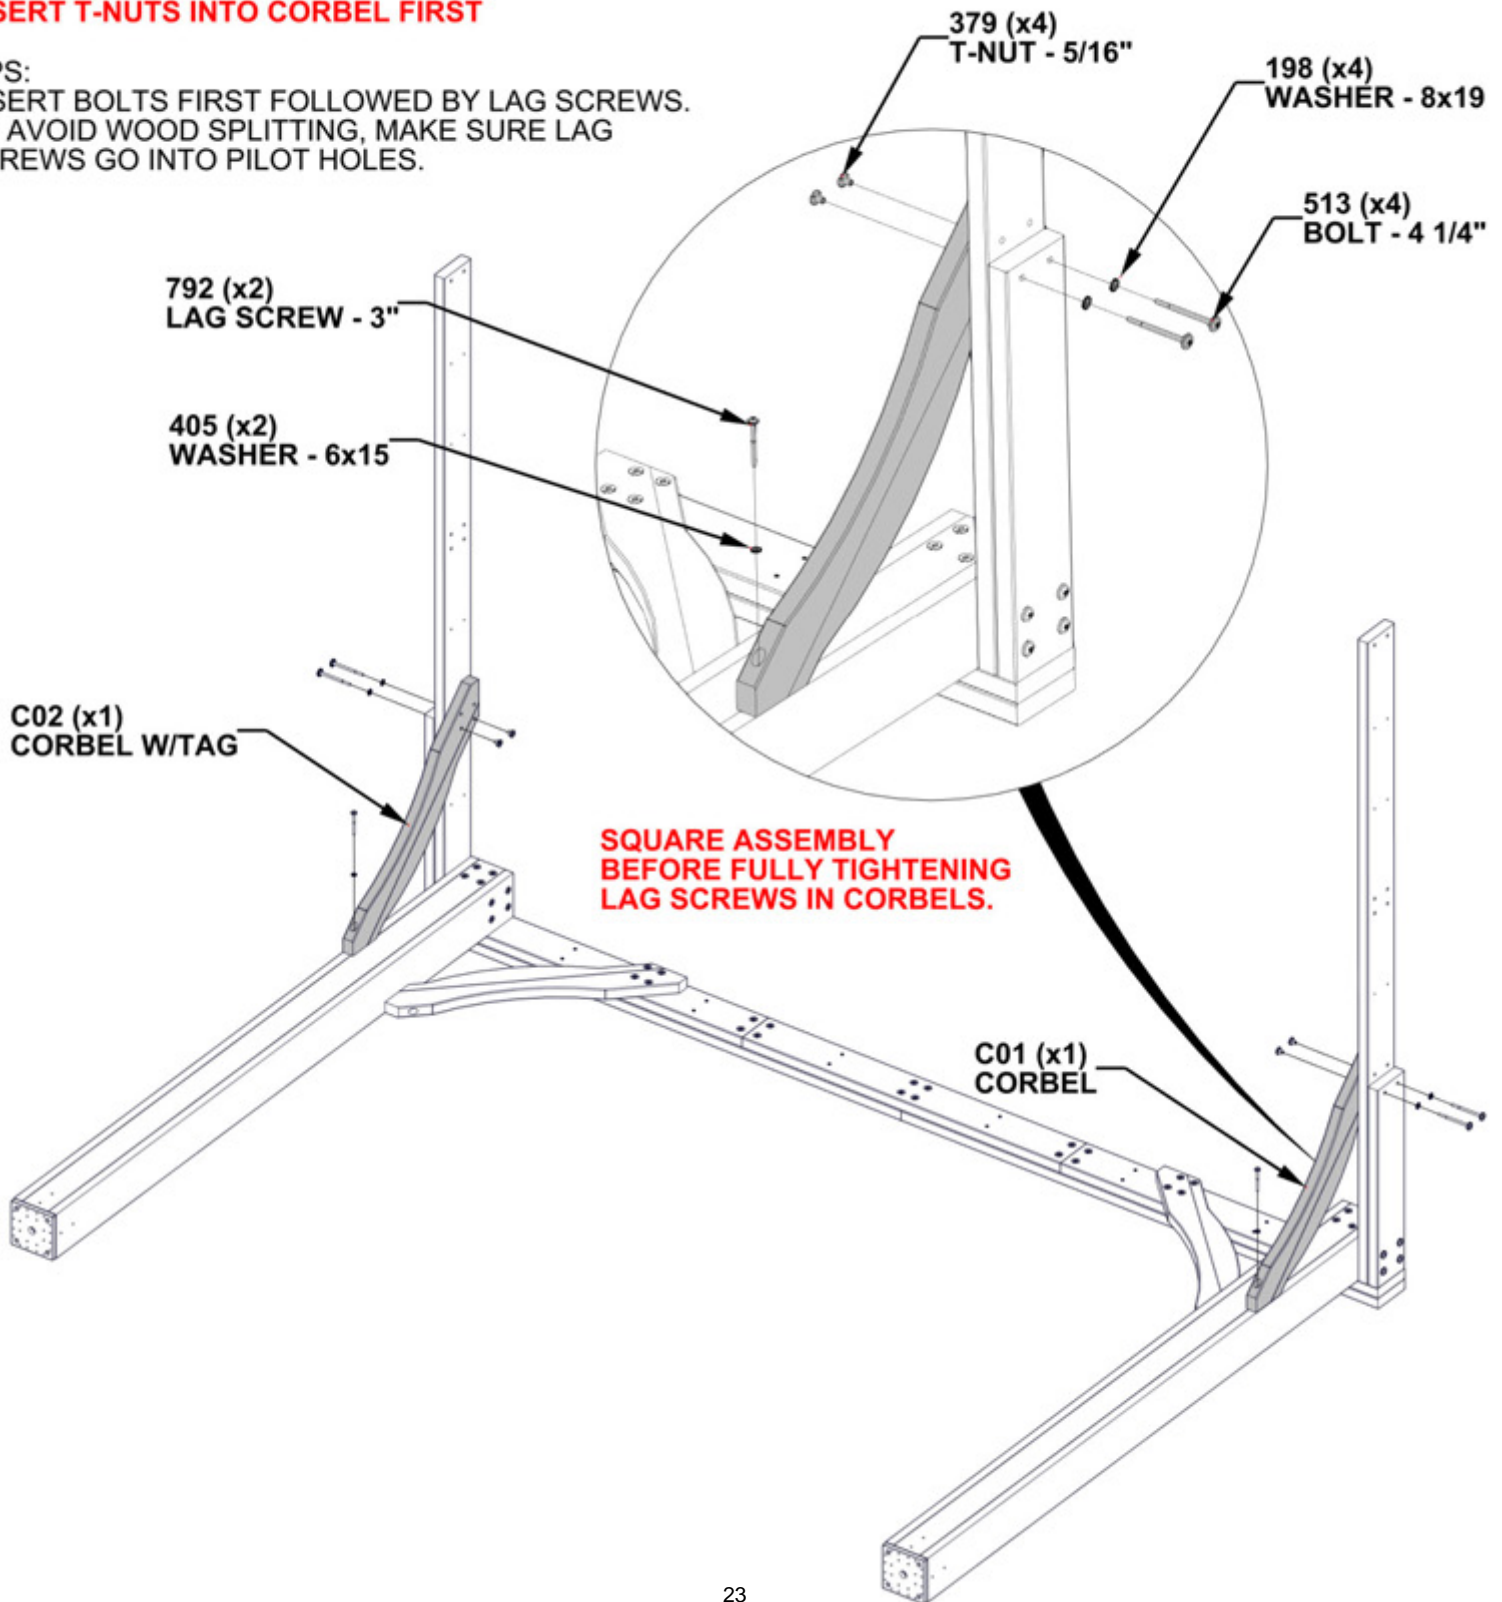 SERT T-NUTS INTO CORBEL FIRST
PS:
SERT BOLTS FIRST FOLLOWED BY LAG SCREWS.
AVOID WOOD SPLITTING, MAKE SURE LAG
REWS GO INTO PILOT HOLES.
379 (x4)
T-NUT - 5/16"
198 (x4)
WASHER - 8x19
513 (x4)
BOLT - 4 1/4"
792 (x2)
LAG SCREW - 3"
405 (x2)
WASHER - 6x15
C02 (x1)
CORBEL W/TAG
SQUARE ASSEMBLY
BEFORE FULLY TIGHTENING
LAG SCREWS IN CORBELS.
C01 (x1)
CORBEL
23